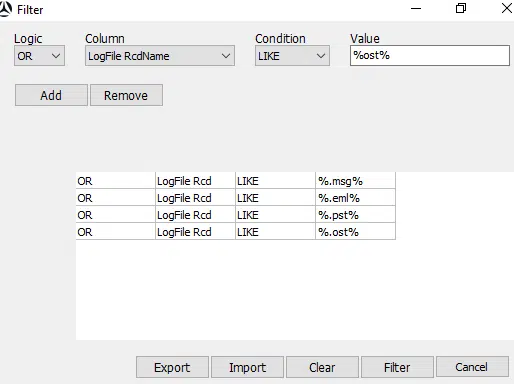 Filter
Logic Column Condition Value
OR LogFile RcdName LIKE %ost%
Add Remove
OR LogFile Rcd LIKE %.msg%
OR LogFile Rcd LIKE %.eml%
OR LogFile Rcd LIKE %.pst%
OR LogFile Rcd LIKE %.ost%
Export Import Clear Filter Cancel